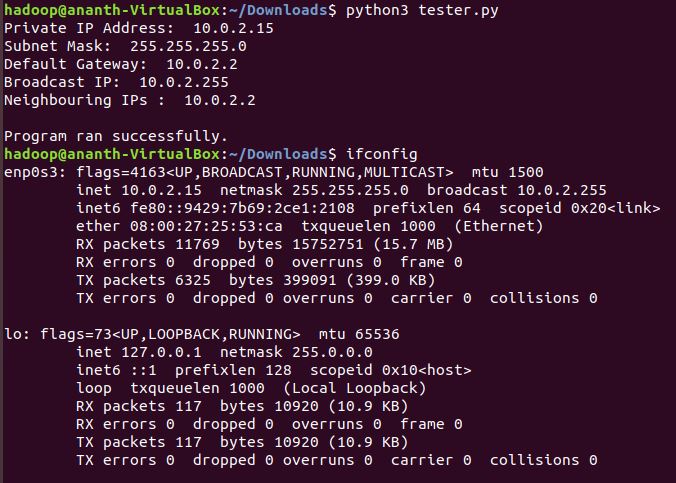 hadoop@ananth-VirtualBox:~/Downloads$ python3 tester.py
Private IP Address:  10.0.2.15
Subnet Mask:  255.255.255.0
Default Gateway:  10.0.2.2
Broadcast IP:  10.0.2.255
Neighbouring IPs :  10.0.2.2

Program ran successfully.
hadoop@ananth-VirtualBox:~/Downloads$ ifconfig
enp0s3: flags=4163<UP,BROADCAST,RUNNING,MULTICAST>  mtu 1500
        inet 10.0.2.15  netmask 255.255.255.0  broadcast 10.0.2.255
        inet6 fe80::9429:7b69:2ce1:2108  prefixlen 64  scopeid 0x20<link>
        ether 08:00:27:25:53:ca  txqueuelen 1000  (Ethernet)
        RX packets 11769  bytes 15752751 (15.7 MB)
        RX errors 0  dropped 0  overruns 0  frame 0
        TX packets 6325  bytes 399091 (399.0 KB)
        TX errors 0  dropped 0 overruns 0  carrier 0  collisions 0

lo: flags=73<UP,LOOPBACK,RUNNING>  mtu 65536
        inet 127.0.0.1  netmask 255.0.0.0
        inet6 ::1  prefixlen 128  scopeid 0x10<host>
        loop  txqueuelen 1000  (Local Loopback)
        RX packets 117  bytes 10920 (10.9 KB)
        RX errors 0  dropped 0  overruns 0  frame 0
        TX packets 117  bytes 10920 (10.9 KB)
        TX errors 0  dropped 0 overruns 0  carrier 0  collisions 0